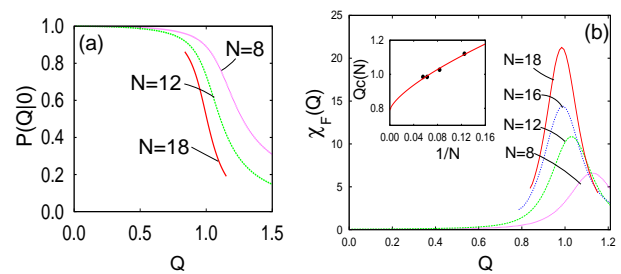 (a)
P(Q|0)
1.0
0.8
0.6
0.4
0.2
0.0
N=8
N=12
N=18
0.0 0.5 1.0 1.5
Q
(b)
χ_F(Q)
25
20
15
10
5
0
Qc(N)
1.2
1.0
0.8
0.00 0.04 0.08 0.12 0.16
1/N
N=18
N=16
N=12
N=8
0.0 0.2 0.4 0.6 0.8 1.0 1.2
Q